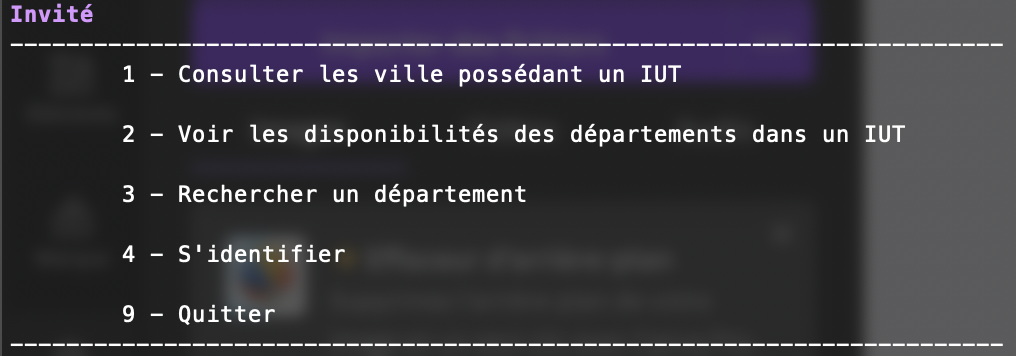 Invité
------------------------------------------------------------------------
1 - Consulter les ville possédant un IUT
2 - Voir les disponibilités des départements dans un IUT
3 - Rechercher un département
4 - S'identifier
9 - Quitter
------------------------------------------------------------------------